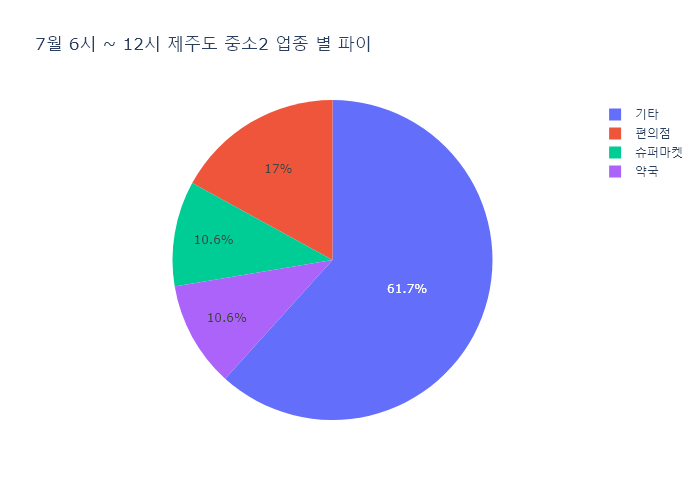 7월 6시 ~ 12시 제주도 중소2 업종 별 파이
기타
편의점
슈퍼마켓
약국
17%
10.6%
61.7%
10.6%